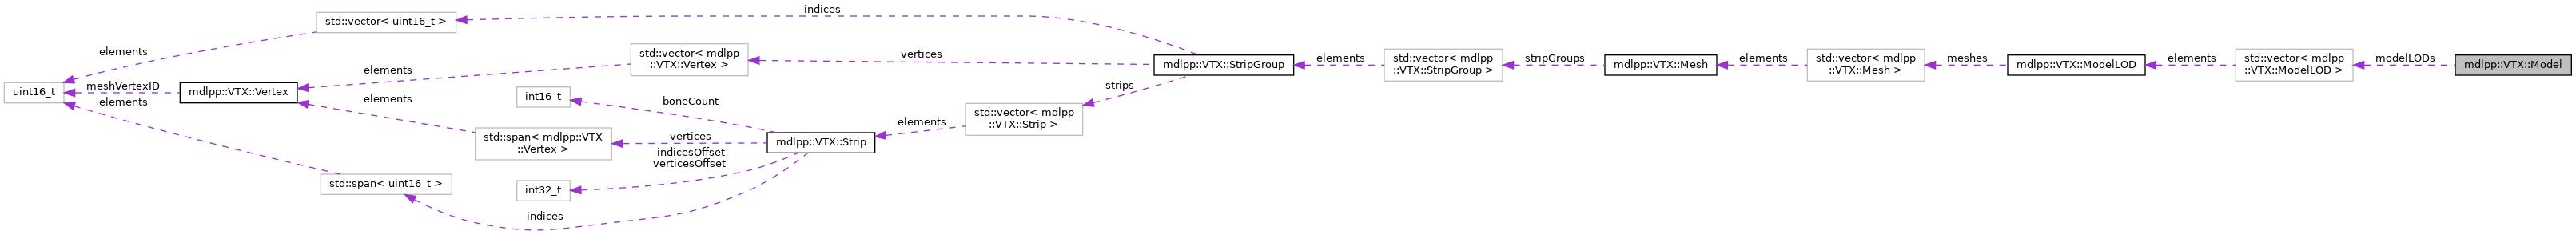 indices
std::vector< uint16_t >
elements
std::vector< mdlpp
::VTX::Vertex >
vertices
mdlpp::VTX::StripGroup
elements
std::vector< mdlpp
::VTX::StripGroup >
stripGroups
mdlpp::VTX::Mesh
elements
std::vector< mdlpp
::VTX::Mesh >
meshes
mdlpp::VTX::ModelLOD
elements
std::vector< mdlpp
::VTX::ModelLOD >
modelLODs
mdlpp::VTX::Model
elements
uint16_t
meshVertexID
mdlpp::VTX::Vertex
elements
elements
int16_t
boneCount
strips
std::vector< mdlpp
::VTX::Strip >
elements
std::span< mdlpp::VTX
::Vertex >
vertices
mdlpp::VTX::Strip
indicesOffset
verticesOffset
std::span< uint16_t >
int32_t
indices